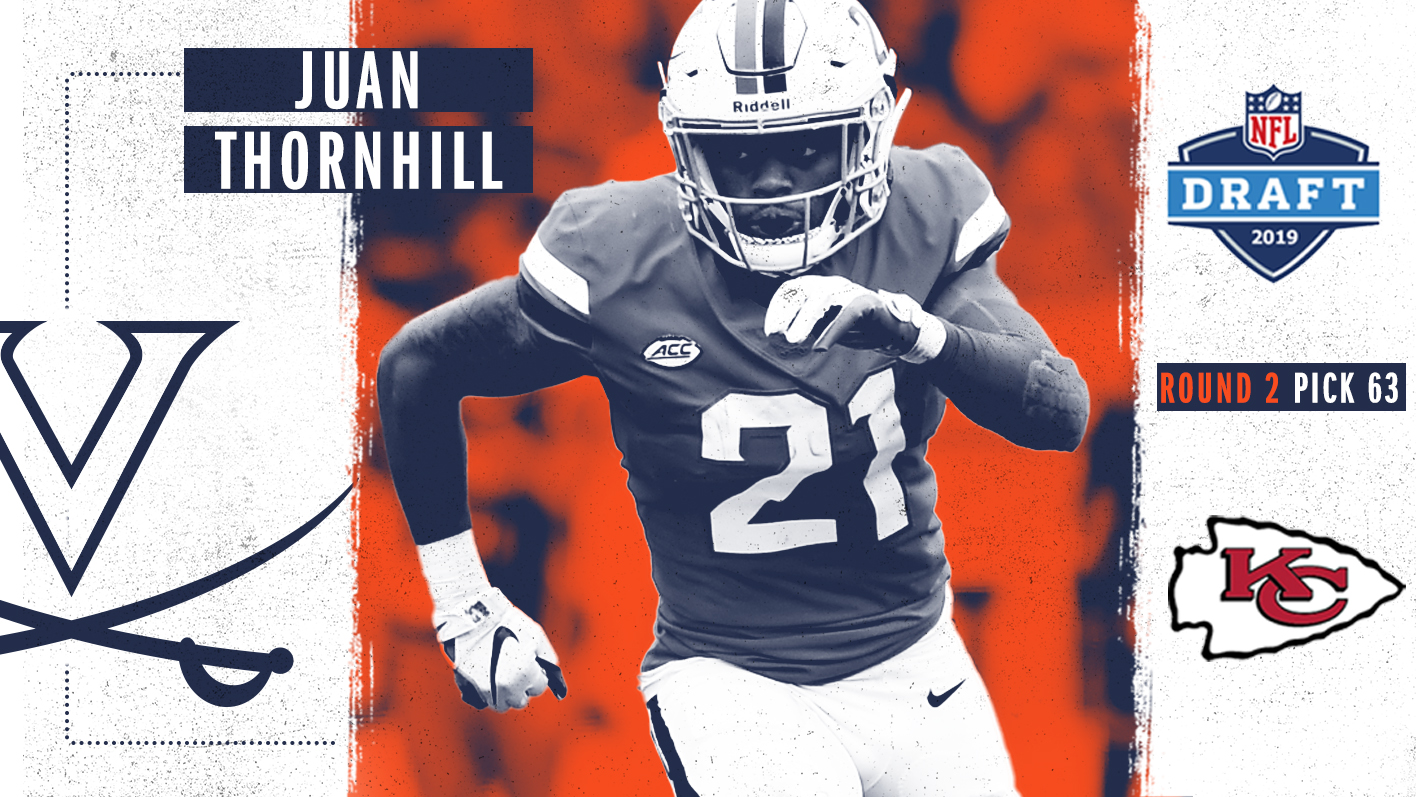 JUAN
THORNHILL
Riddell
ACC
21
NFL
DRAFT
2019
ROUND 2 PICK 63
KC
V